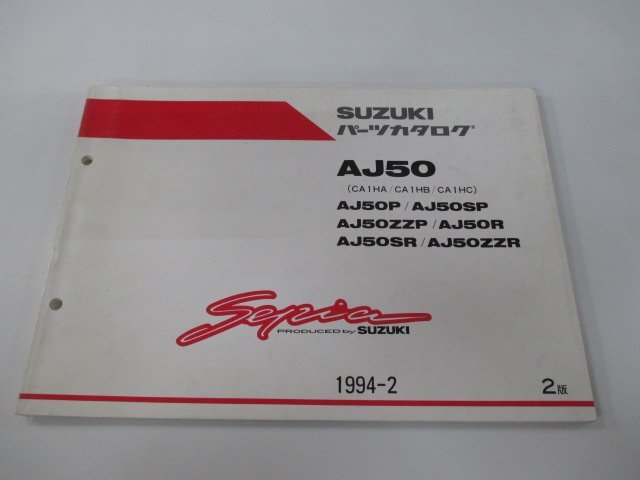 SUZUKI
パーツカタログ
AJ50
(CA1HA/CA1HB/CA1HC)
AJ50P/AJ50SP
AJ50ZZP/AJ50R
AJ50SR/AJ50ZZR
Sepia
PRODUCED by SUZUKI
1994-2
2版